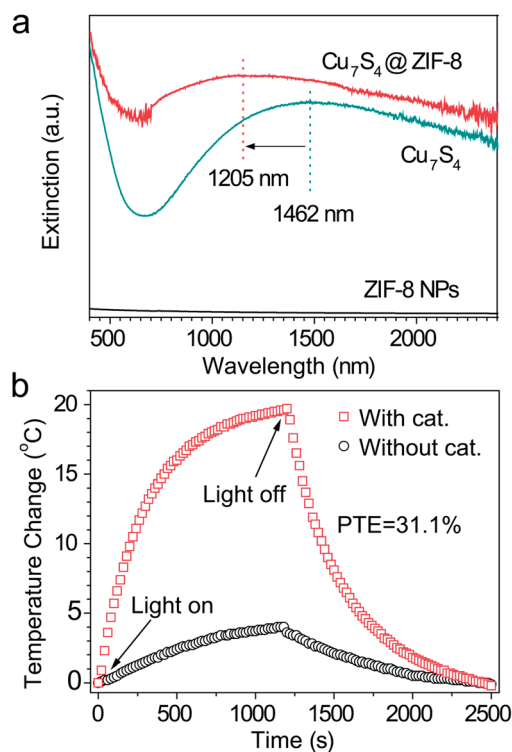 a
Extinction (a.u.)
Cu₇S₄@ZIF-8
Cu₇S₄
1205 nm
1462 nm
ZIF-8 NPs
500 1000 1500 2000
Wavelength (nm)
b
Temperature Change (°C)
20
15
10
5
0
With cat.
Without cat.
Light off
PTE=31.1%
Light on
0 500 1000 1500 2000 2500
Time (s)